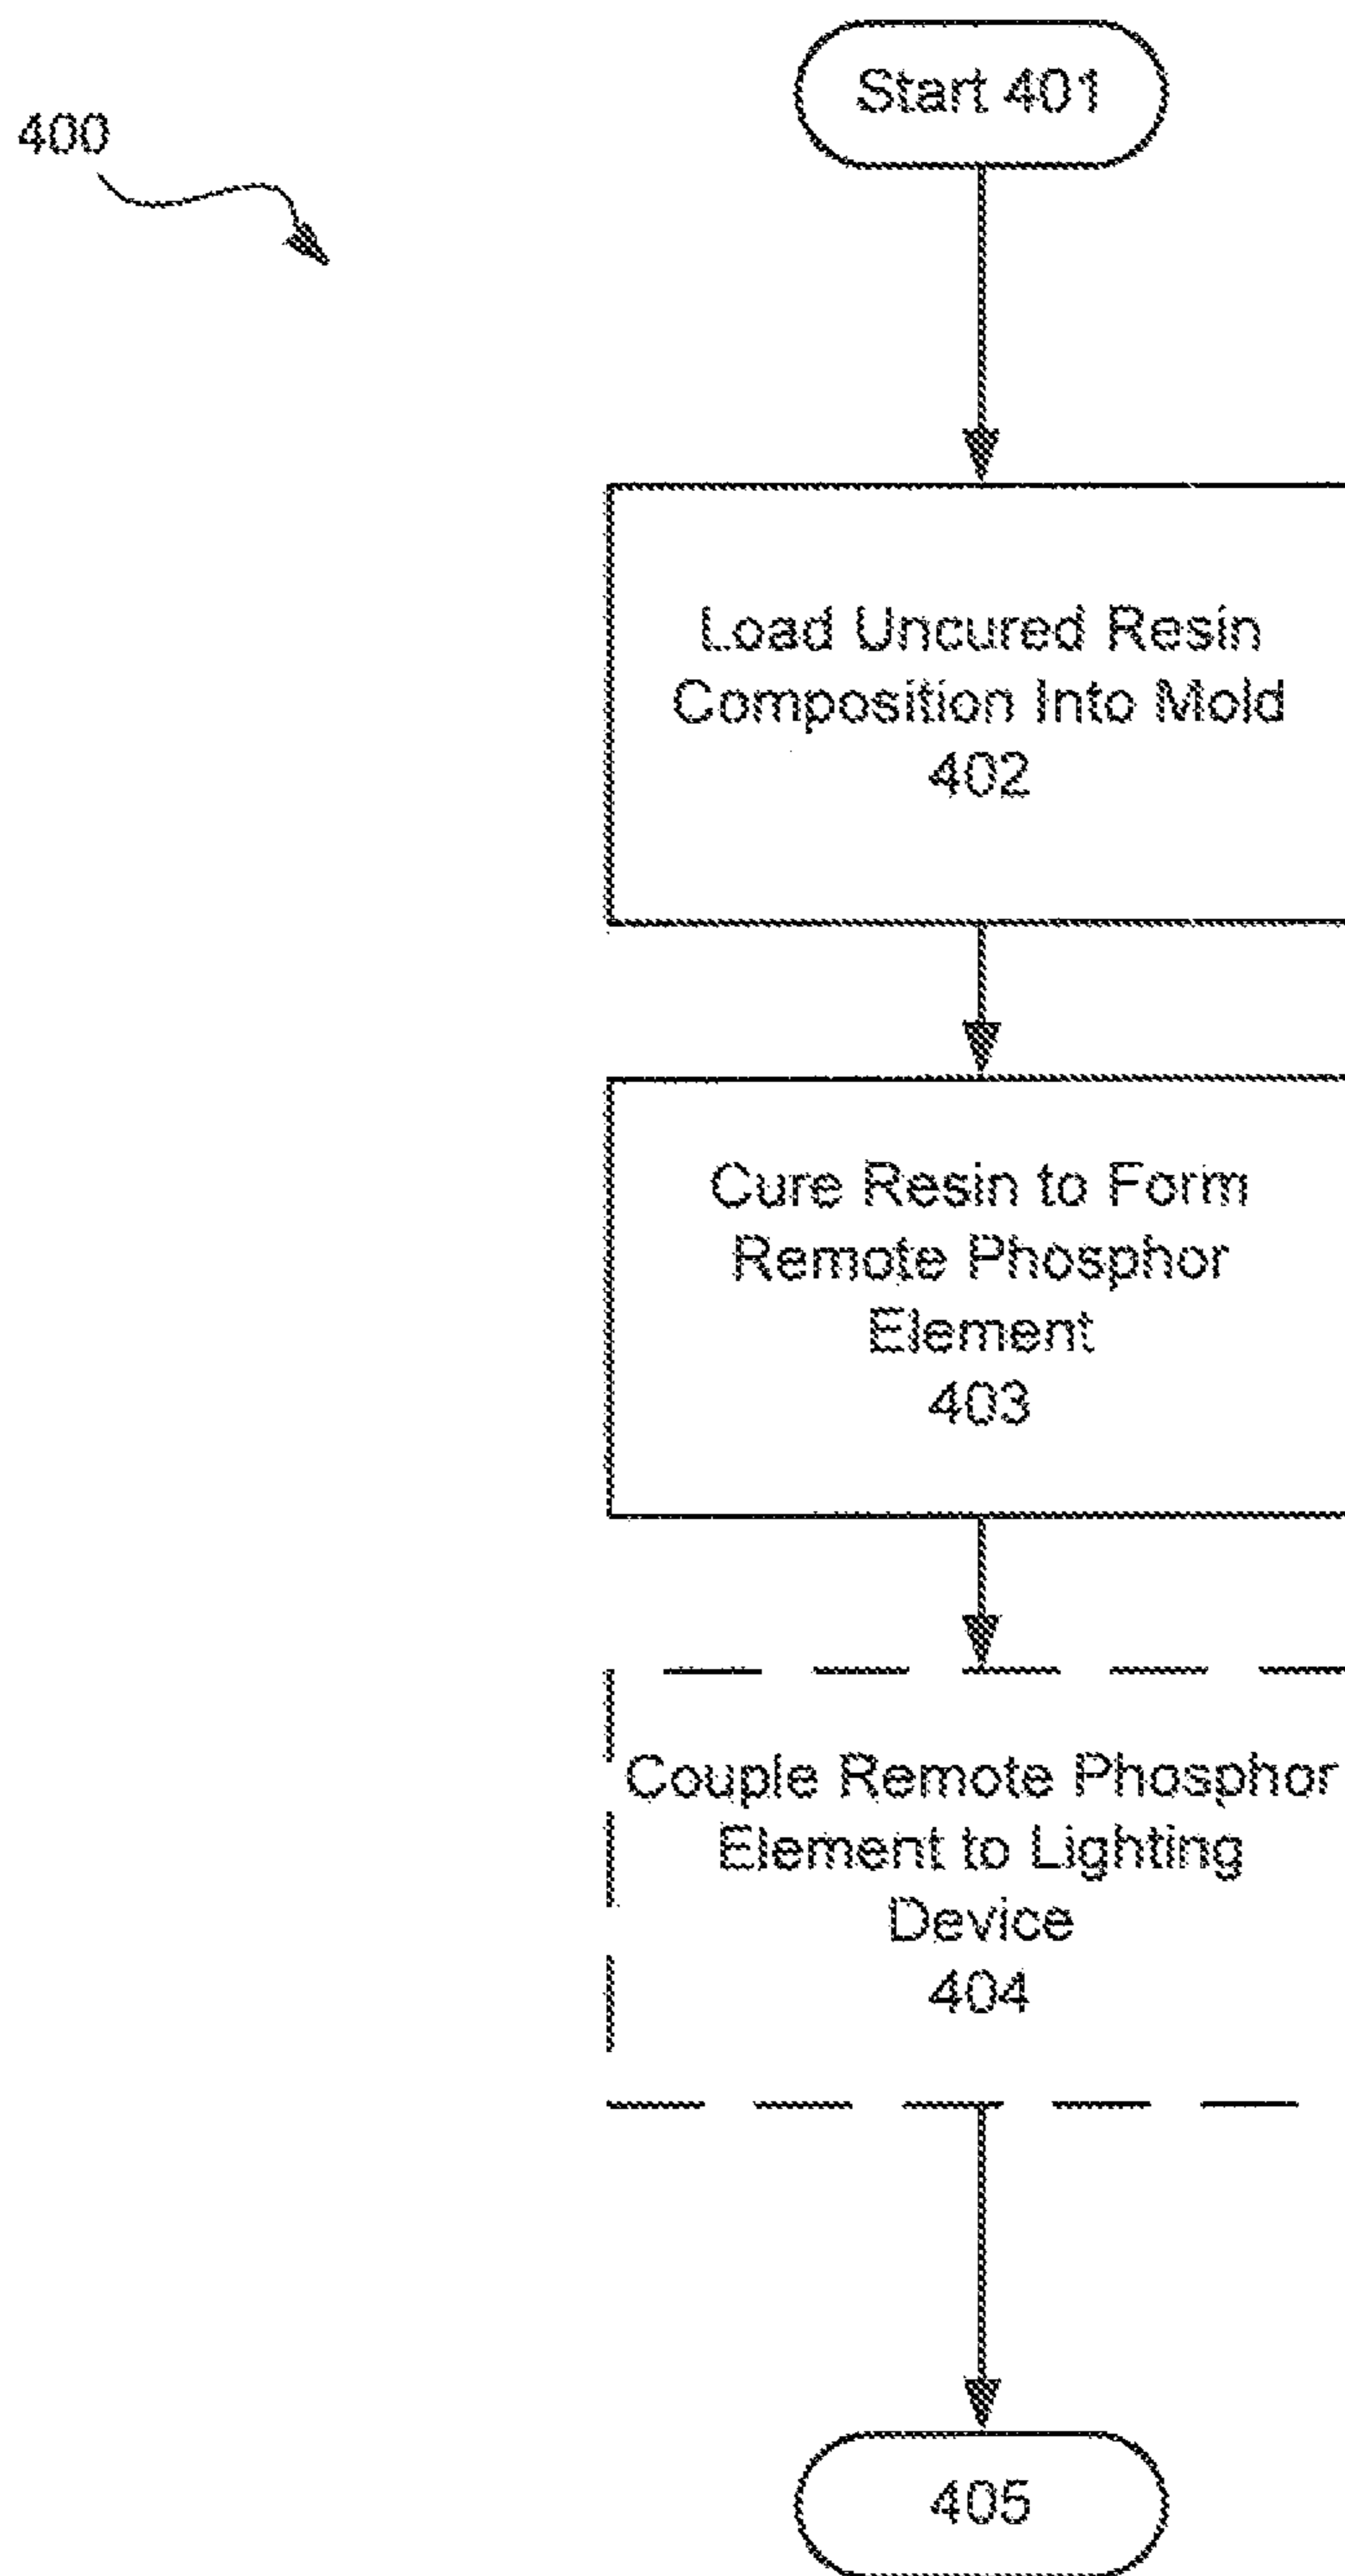 Start 401
400
Load Uncured Resin
Composition Into Mold
402
Cure Resin to Form
Remote Phosphor
Element
403
Couple Remote Phosphor
Element to Lighting
Device
404
405